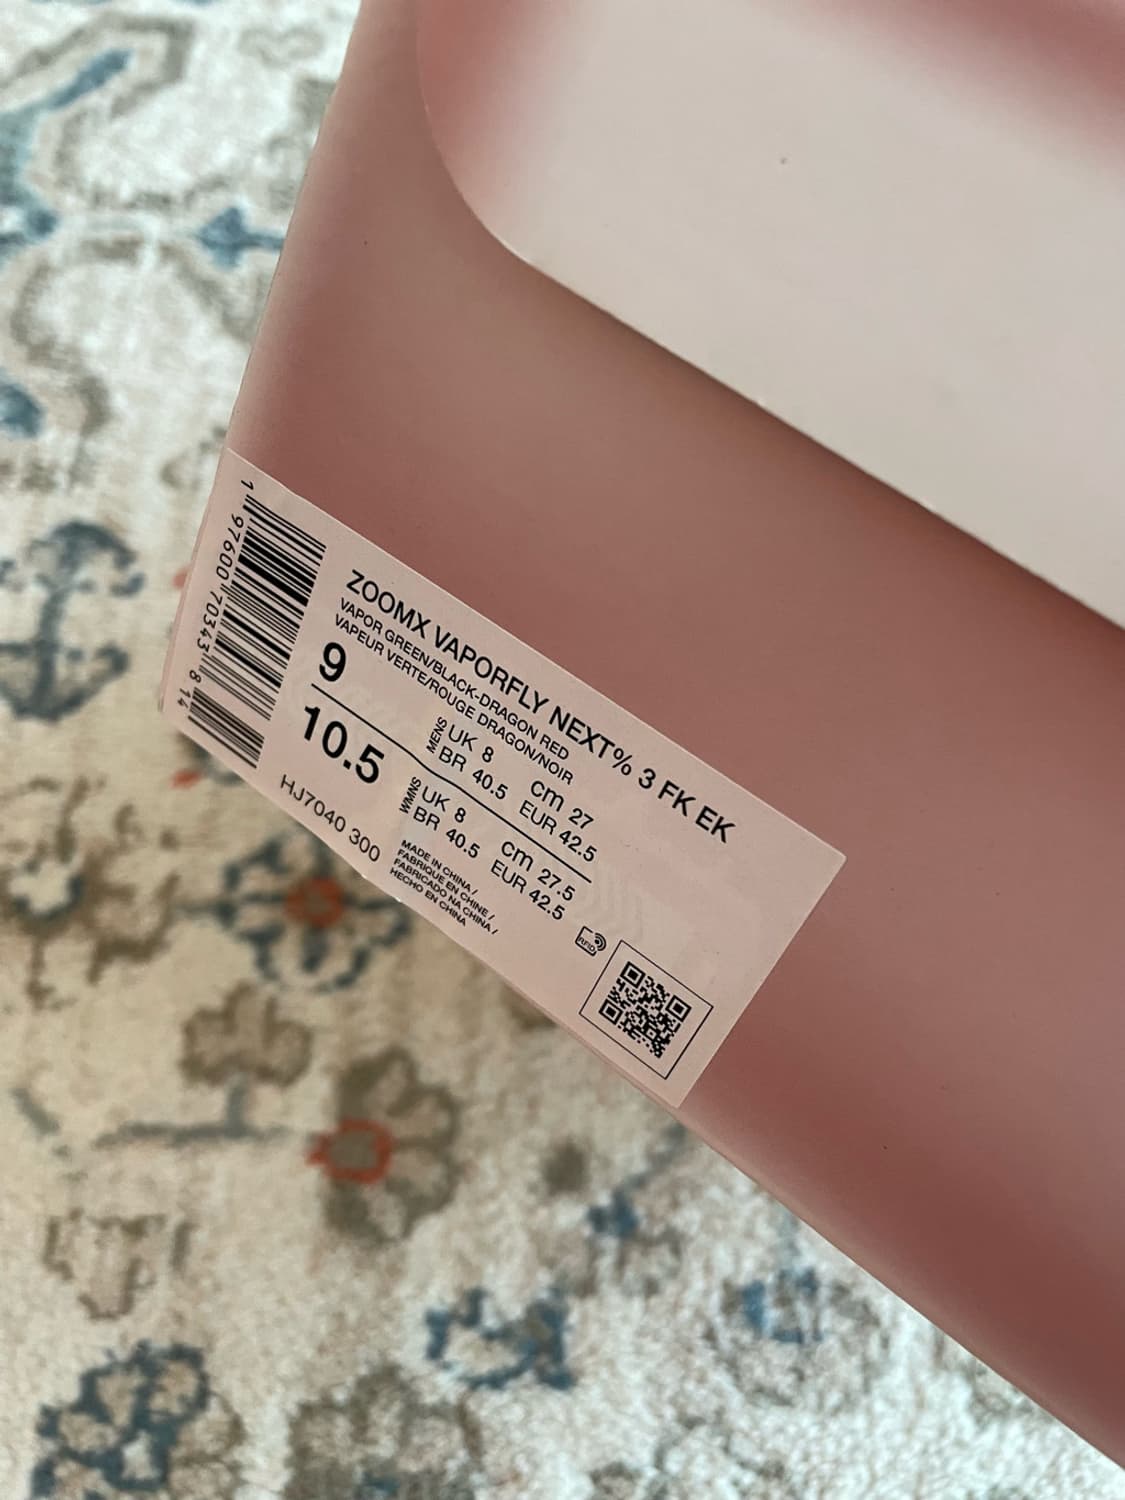 ZOOMX VAPORFLY NEXT% 3 FK EK
VAPOR GREEN/BLACK-DRAGON RED
VAPEUR VERTE/ROUGE DRAGON/NOIR
9
MENS
UK 8 cm 27
BR 40.5 EUR 42.5
10.5
WMNS
UK 8 cm 27.5
BR 40.5 EUR 42.5
HJ7040 300
MADE IN CHINA /
FABRIQUE EN CHINE /
FABRICADO NA CHINA /
HECHO EN CHINA
RFID
1 97600 70343 8 14